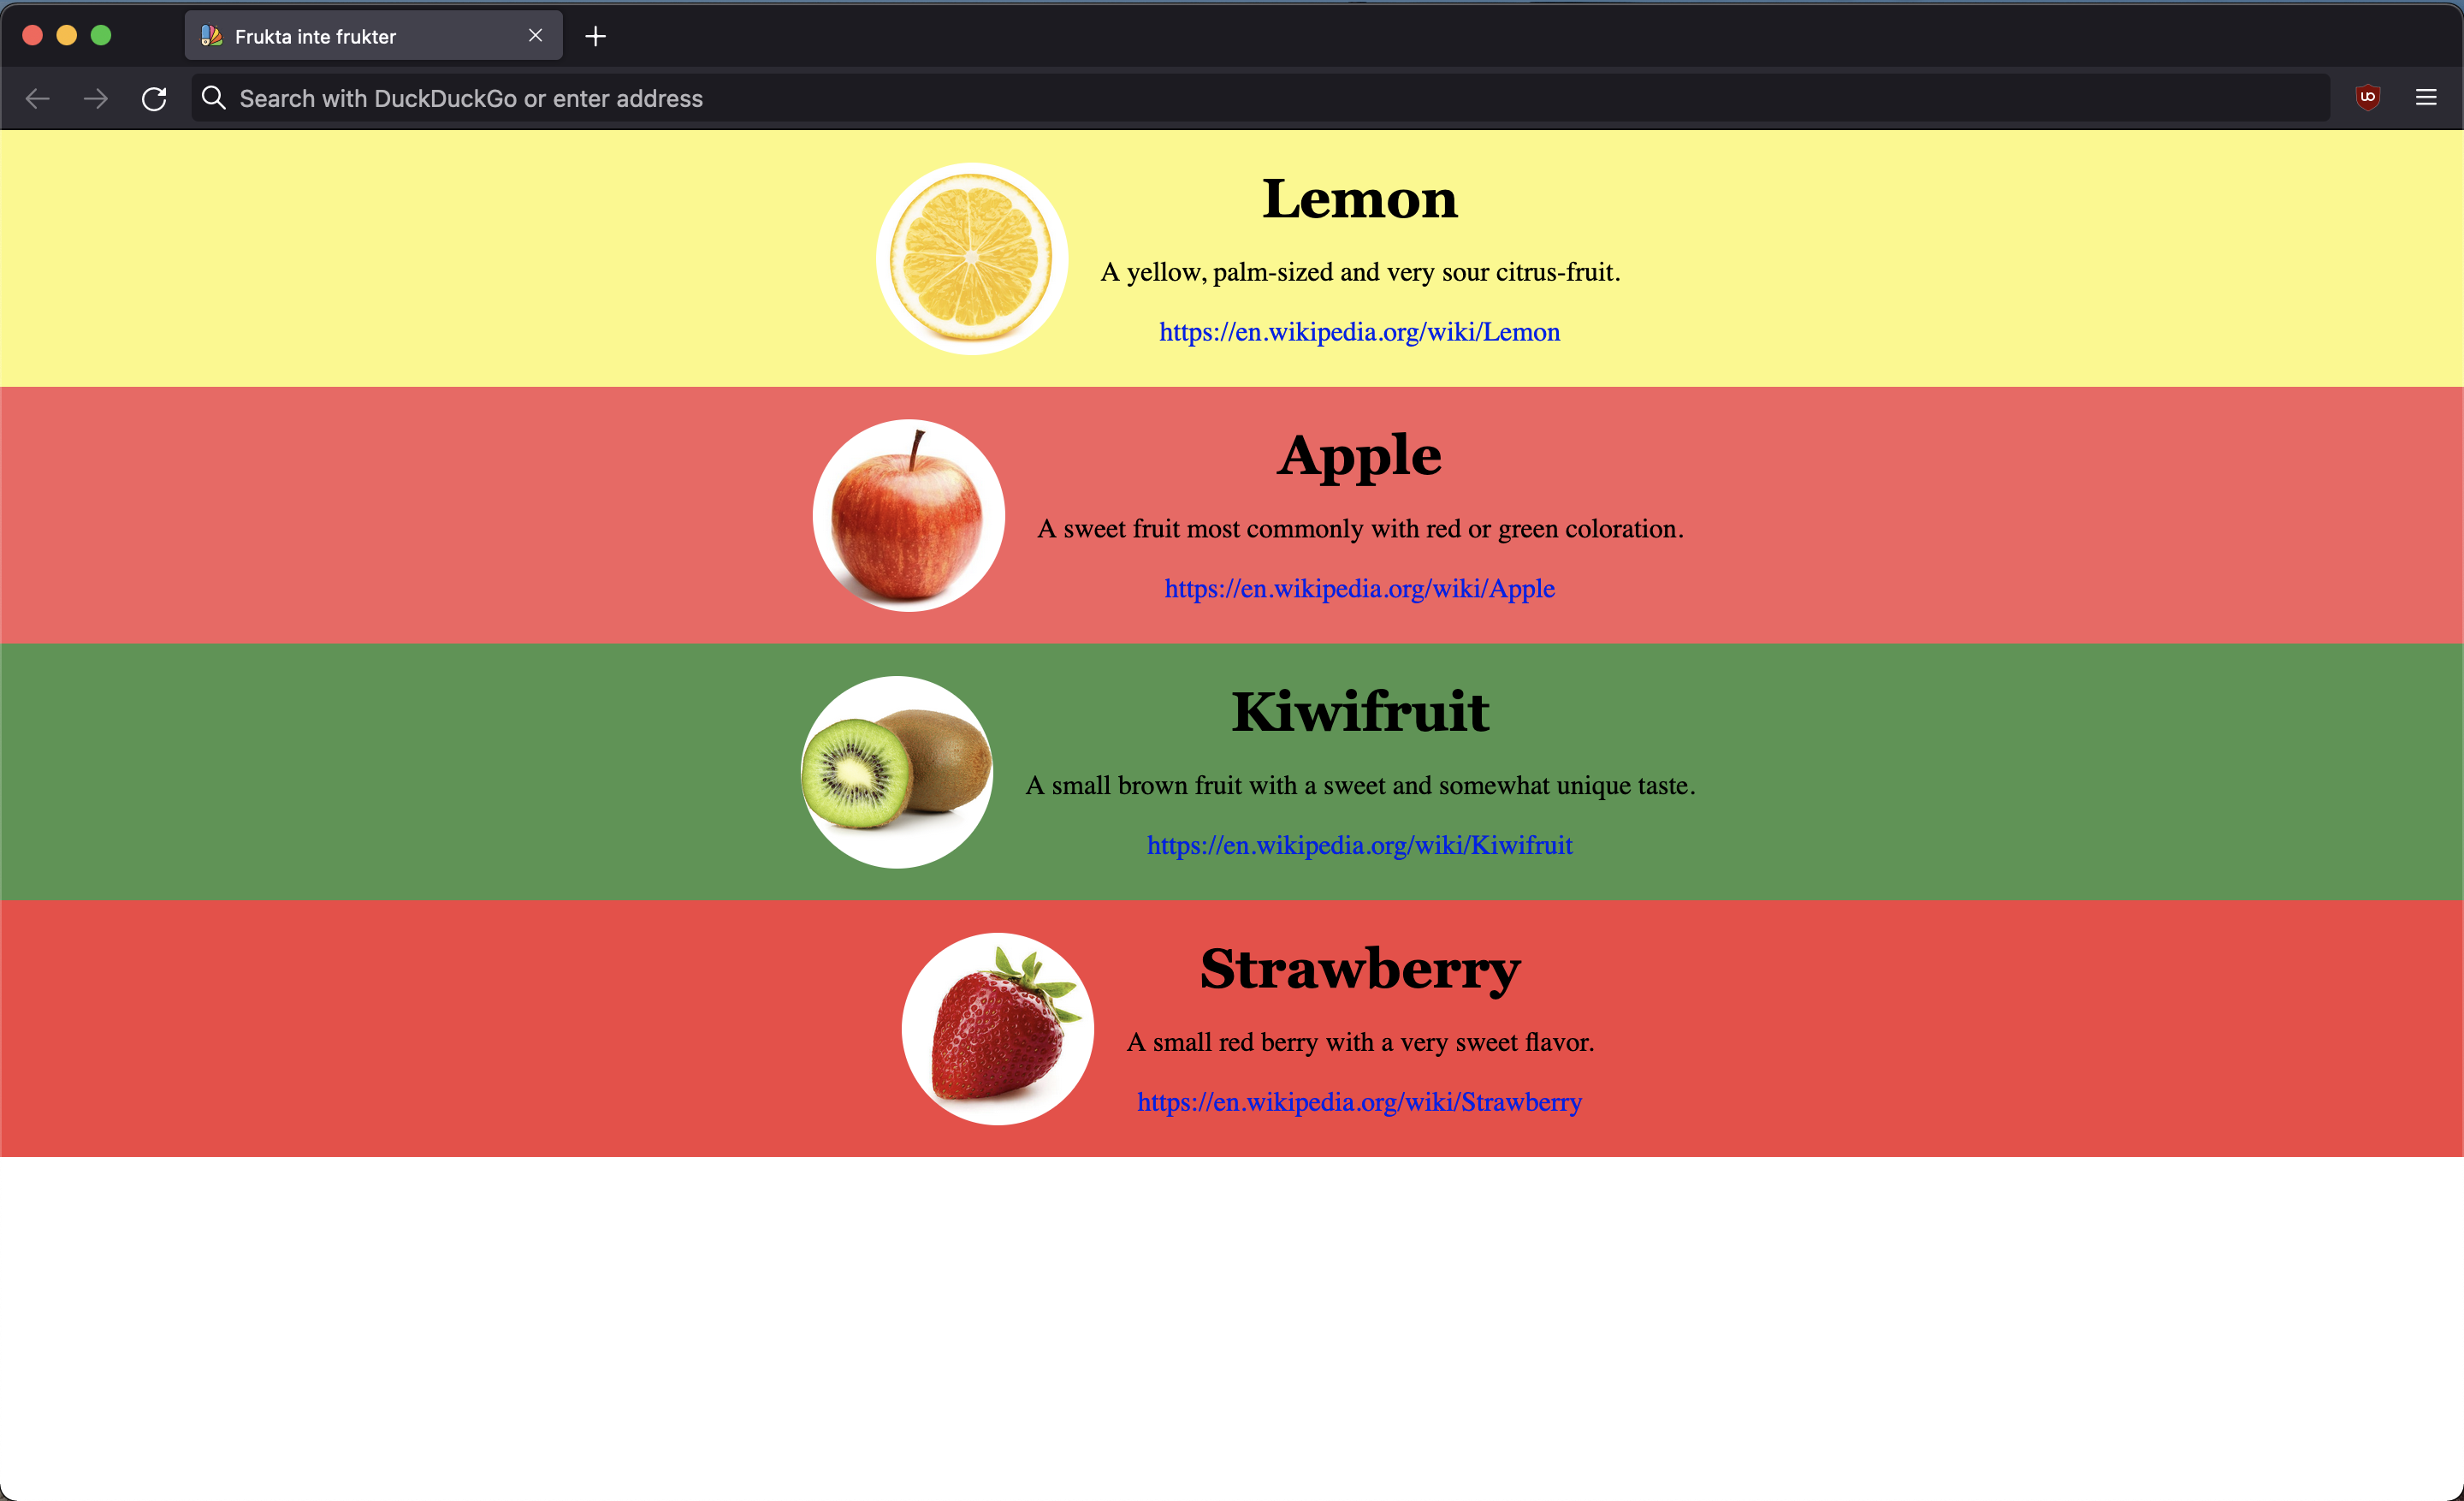 Frukta inte frukter
Search with DuckDuckGo or enter address
Lemon
A yellow, palm-sized and very sour citrus-fruit.
https://en.wikipedia.org/wiki/Lemon
Apple
A sweet fruit most commonly with red or green coloration.
https://en.wikipedia.org/wiki/Apple
Kiwifruit
A small brown fruit with a sweet and somewhat unique taste.
https://en.wikipedia.org/wiki/Kiwifruit
Strawberry
A small red berry with a very sweet flavor.
https://en.wikipedia.org/wiki/Strawberry